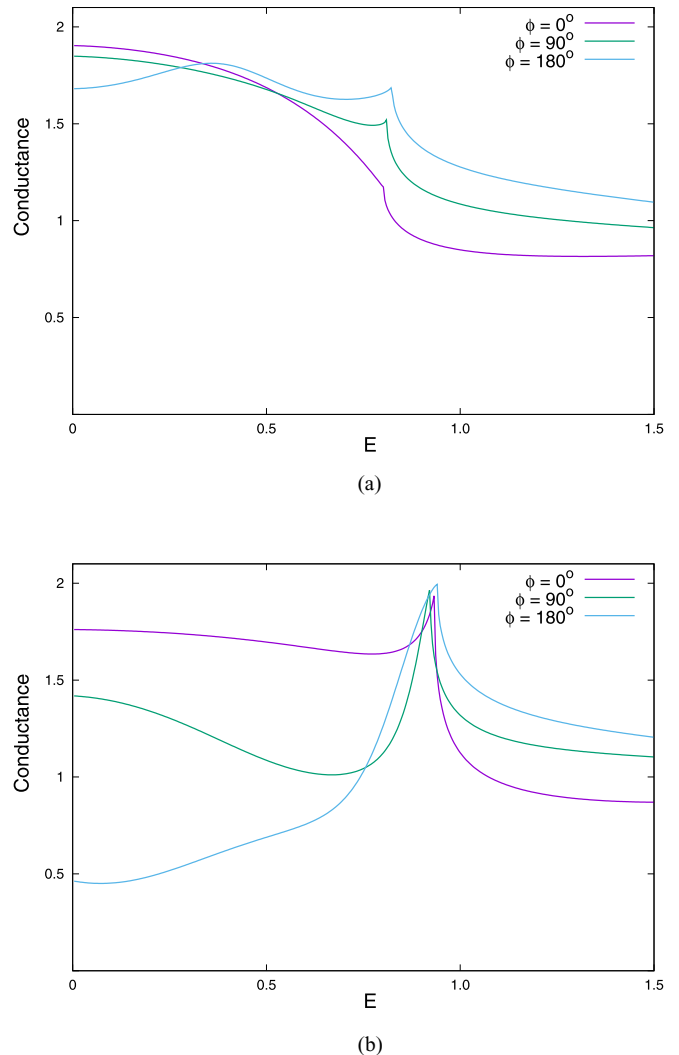 2
1.5
1
0.5
0
0.5
1.0
1.5
Conductance
E
ϕ = 0°
ϕ = 90°
ϕ = 180°
(a)
2
1.5
1
0.5
0
0.5
1.0
1.5
Conductance
E
ϕ = 0°
ϕ = 90°
ϕ = 180°
(b)